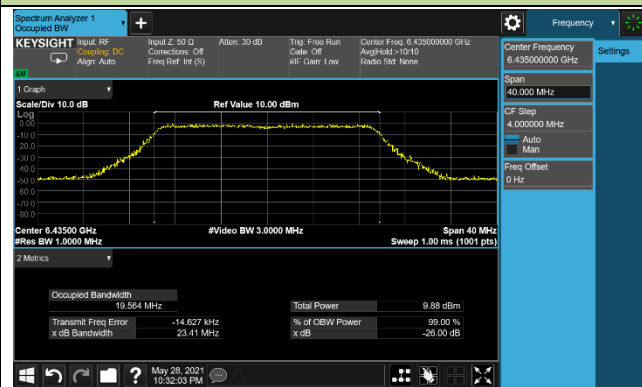 Spectrum Analyzer 1
Occupied BW
Frequency
KEYSIGHT
Input: RF
Coupling: DC
Align: Auto
Input Z: 50 Ω
Corrections: Off
Freq Ref: Int (S)
Atten: 30 dB
Trig: Free Run
Gate: Off
#IF Gain: Low
Center Freq: 6.435000000 GHz
Avg|Hold:>10/10
Radio Std: None
Center Frequency
6.435000000 GHz
Settings
Span
40.000 MHz
CF Step
4.000000 MHz
Auto
Man
Freq Offset
0 Hz
1 Graph
Scale/Div 10.0 dB
Ref Value 10.00 dBm
Log
0.00
-10.0
-20.0
-30.0
-40.0
-50.0
-60.0
-70.0
-80.0
Center 6.43500 GHz
#Video BW 3.0000 MHz
Span 40 MHz
#Res BW 1.0000 MHz
Sweep 1.00 ms (1001 pts)
2 Metrics
Occupied Bandwidth
19.564 MHz
Total Power
9.88 dBm
Transmit Freq Error
-14.627 kHz
% of OBW Power
99.00 %
x dB Bandwidth
23.41 MHz
x dB
-26.00 dB
May 28, 2021
10:32:03 PM